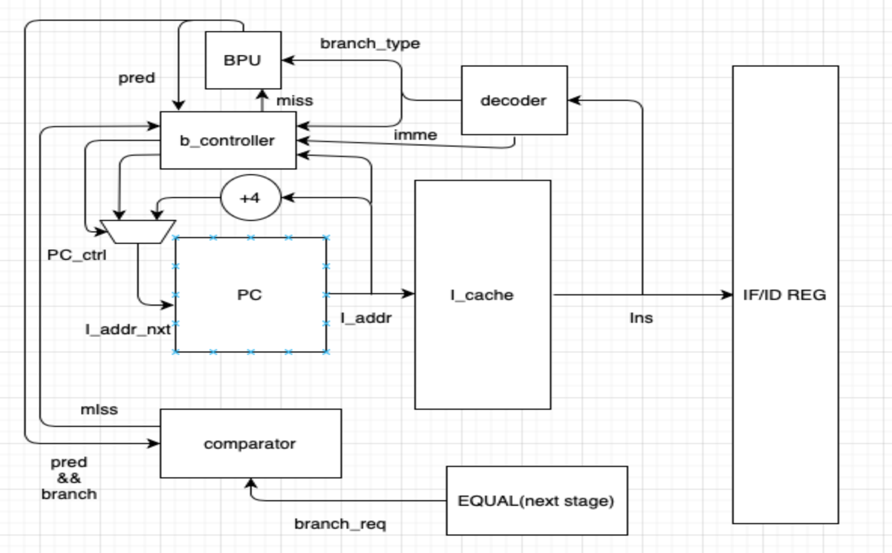 branch_type
BPU
pred
miss
decoder
b_controller
imme
+4
PC_ctrl
PC
I_cache
IF/ID REG
I_addr
I_addr_nxt
Ins
mIss
comparator
pred
&&
branch
EQUAL(next stage)
branch_req